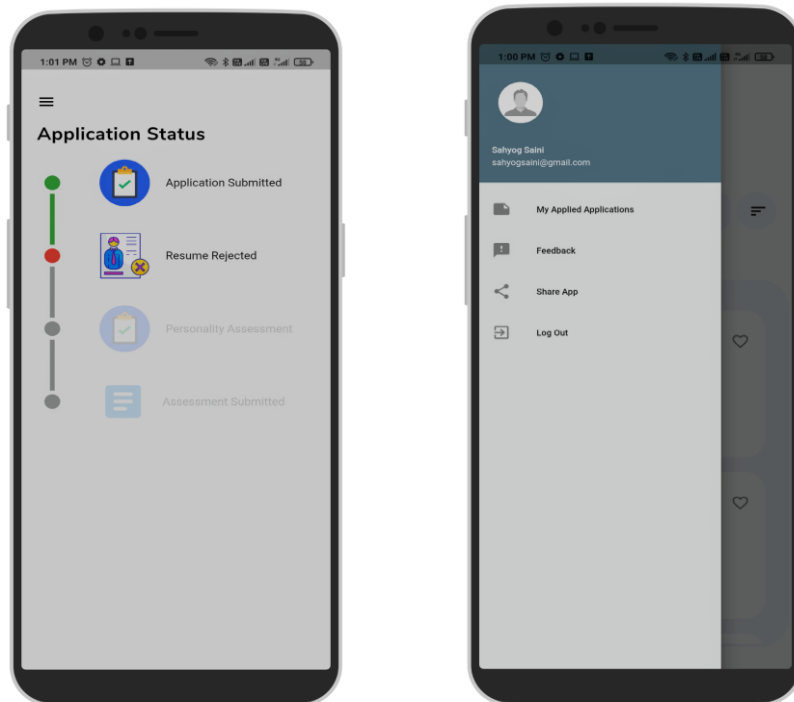 1:01 PM
Application Status
Application Submitted
Resume Rejected
Personality Assessment
Assessment Submitted
1:00 PM
Sahyog Saini
sahyogsaini@gmail.com
My Applied Applications
Feedback
Share App
Log Out